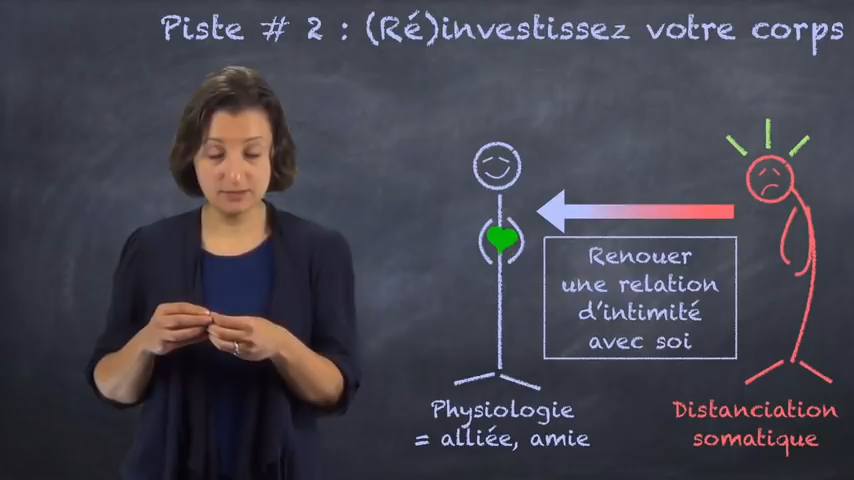 Piste # 2 : (Ré)investissez votre corps
Renouer
une relation
d'intimité
avec soi
Physiologie
= alliée, amie
Distanciation
somatique